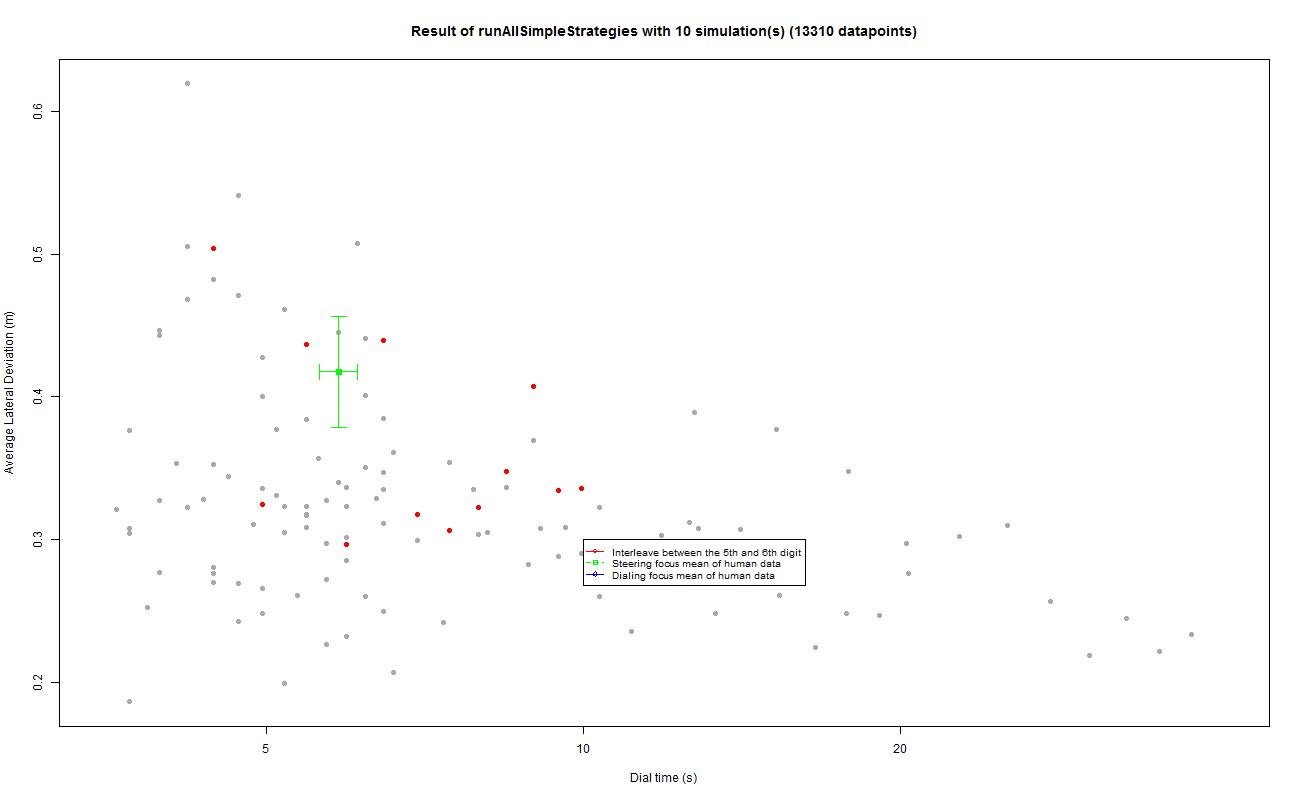 Result of runAllSimpleStrategies with 10 simulation(s) (13310 datapoints)
Average Lateral Deviation (m)
0.6
0.5
0.4
0.3
0.2
Interleave between the 5th and 6th digit
Steering focus mean of human data
Dialing focus mean of human data
5 10 20
Dial time (s)